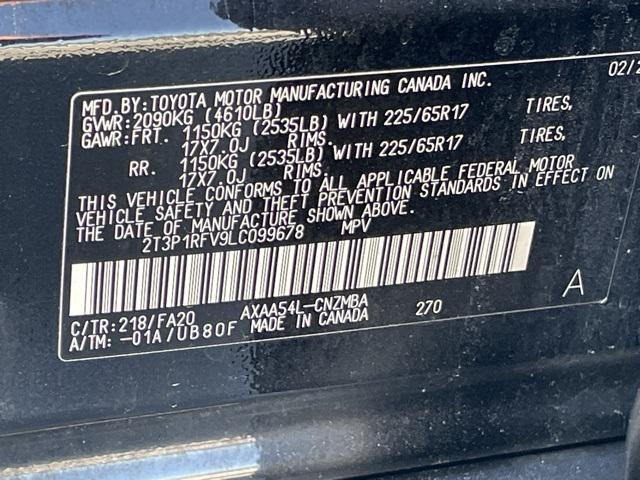 02/2
MFD.BY:TOYOTA MOTOR MANUFACTURING CANADA INC.
GVWR:2090KG (4610LB)
GAWR:FRT. 1150KG (2535LB) WITH 225/65R17 TIRES,
17X7.0J RIMS.
RR. 1150KG (2535LB) WITH 225/65R17 TIRES,
17X7.0J RIMS.
THIS VEHICLE CONFORMS TO ALL APPLICABLE FEDERAL MOTOR
VEHICLE SAFETY AND THEFT PREVENTION STANDARDS IN EFFECT ON
THE DATE OF MANUFACTURE SHOWN ABOVE.
2T3P1RFV9LC099678 MPV
C/TR:218/FA20 AXAA54L-CNZMBA 270 A
A/TM: -01A/UB80F MADE IN CANADA